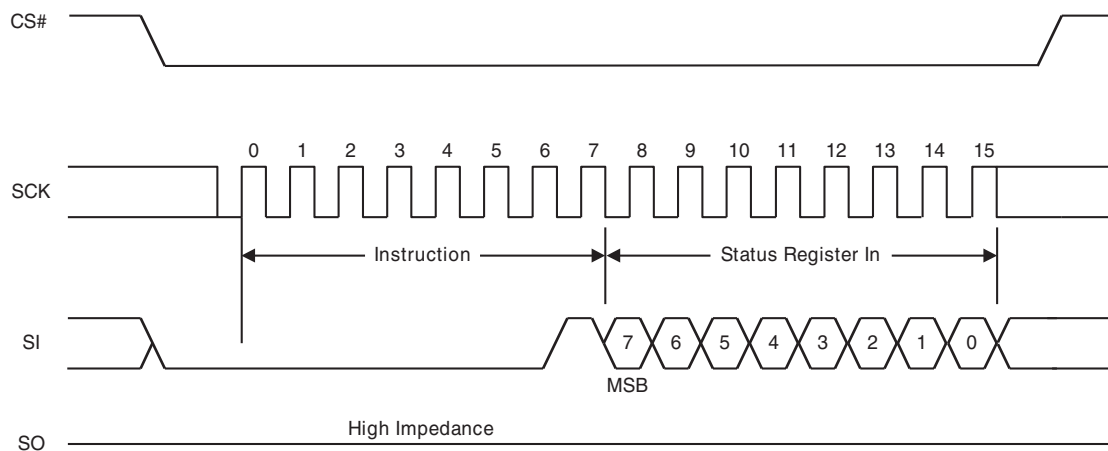 CS#
0 1 2 3 4 5 6 7 8 9 10 11 12 13 14 15
SCK
Instruction Status Register In
SI 7 6 5 4 3 2 1 0
MSB
High Impedance
SO